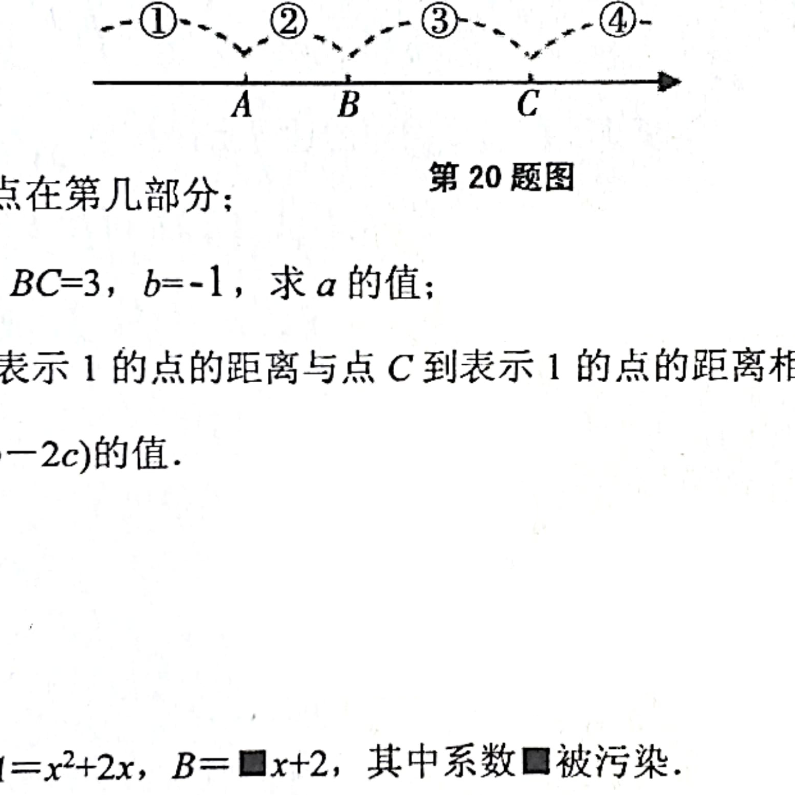 ① ② ③ ④
A B C
第 20 题图
点在第几部分;
BC=3，b=-1，求 a 的值;
表示 1 的点的距离与点 C 到表示 1 的点的距离相
－2c)的值.
=x²+2x，B=■x+2，其中系数■被污染.